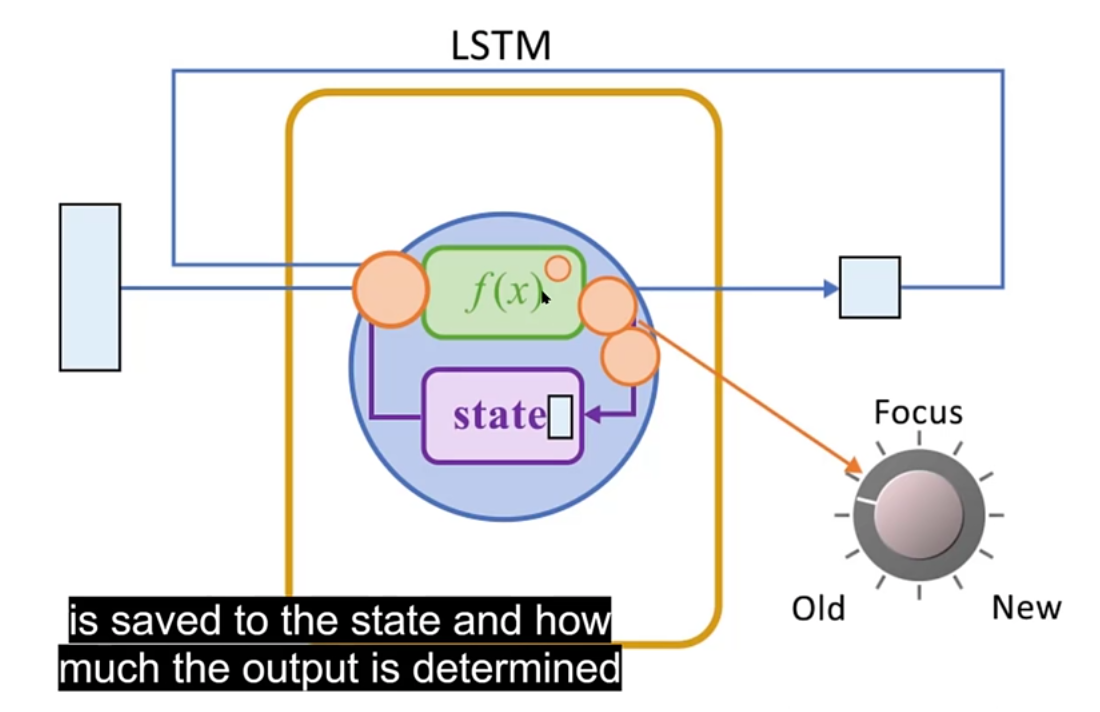 LSTM
f(x)
state
Focus
Old
New
is saved to the state and how
much the output is determined